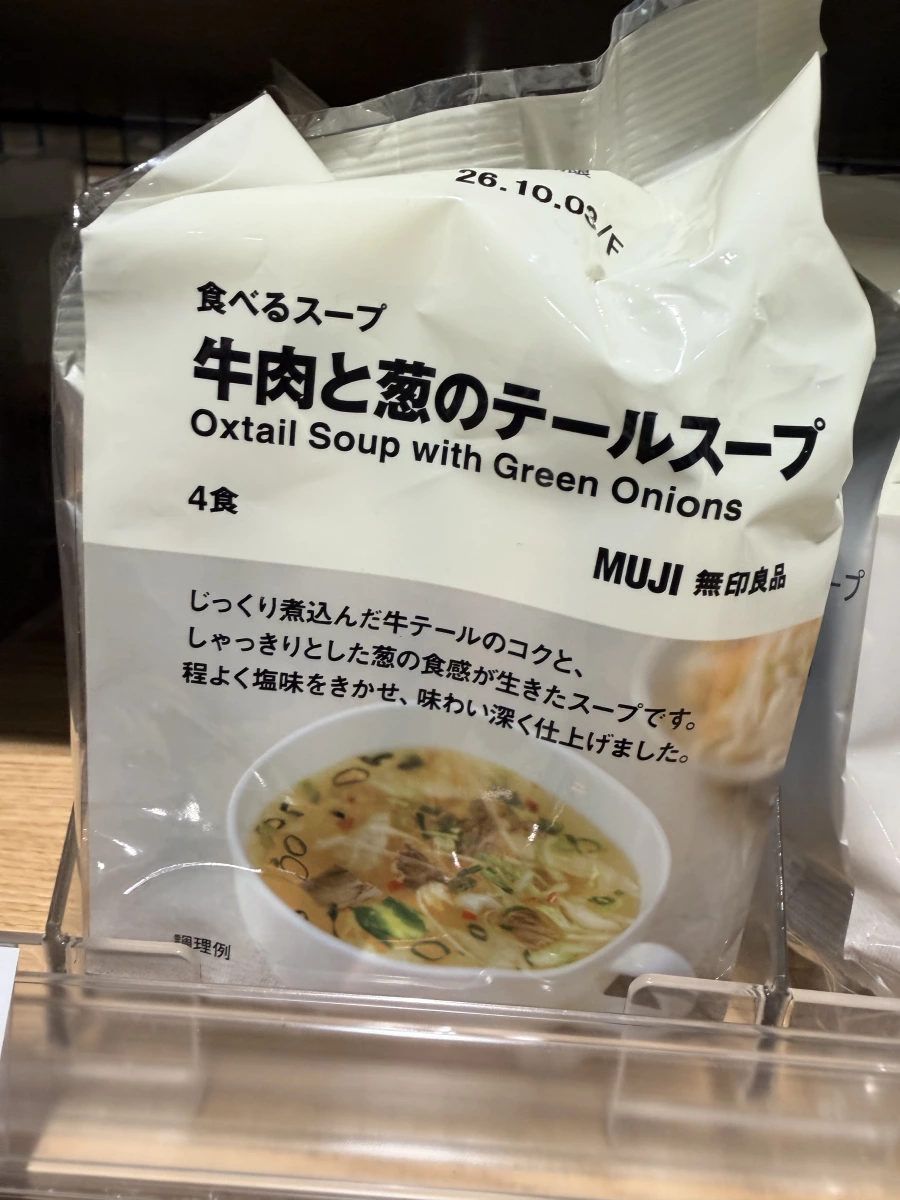 26.10.03/F
食べるスープ
牛肉と葱のテールスープ
Oxtail Soup with Green Onions
4食
MUJI 無印良品
じっくり煮込んだ牛テールのコクと、
しゃっきりとした葱の食感が生きたスープです。
程よく塩味をきかせ、味わい深く仕上げました。
調理例
ープ